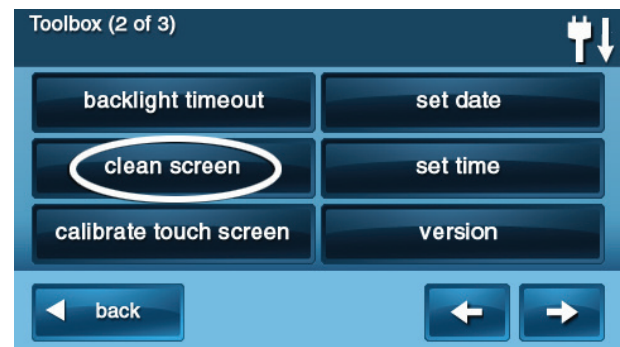 Toolbox (2 of 3)
backlight timeout
set date
clean screen
set time
calibrate touch screen
version
back